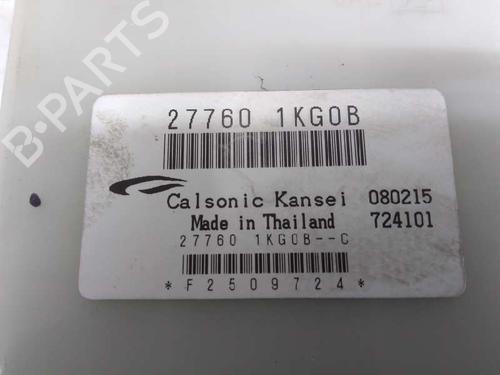 27760 1KG0B
Calsonic Kansei 080215
Made in Thailand 724101
27760 1KG0B--C
*F2509724*
B-PARTS